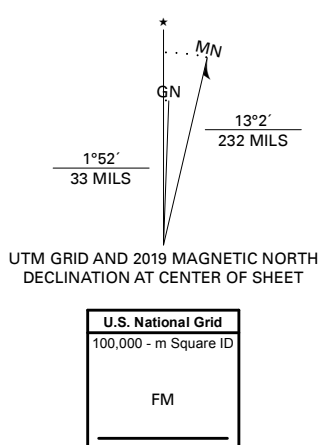 ★
MN
GN
13°2´
232 MILS
1°52´
33 MILS
UTM GRID AND 2019 MAGNETIC NORTH
DECLINATION AT CENTER OF SHEET
U.S. National Grid
100,000 - m Square ID
FM